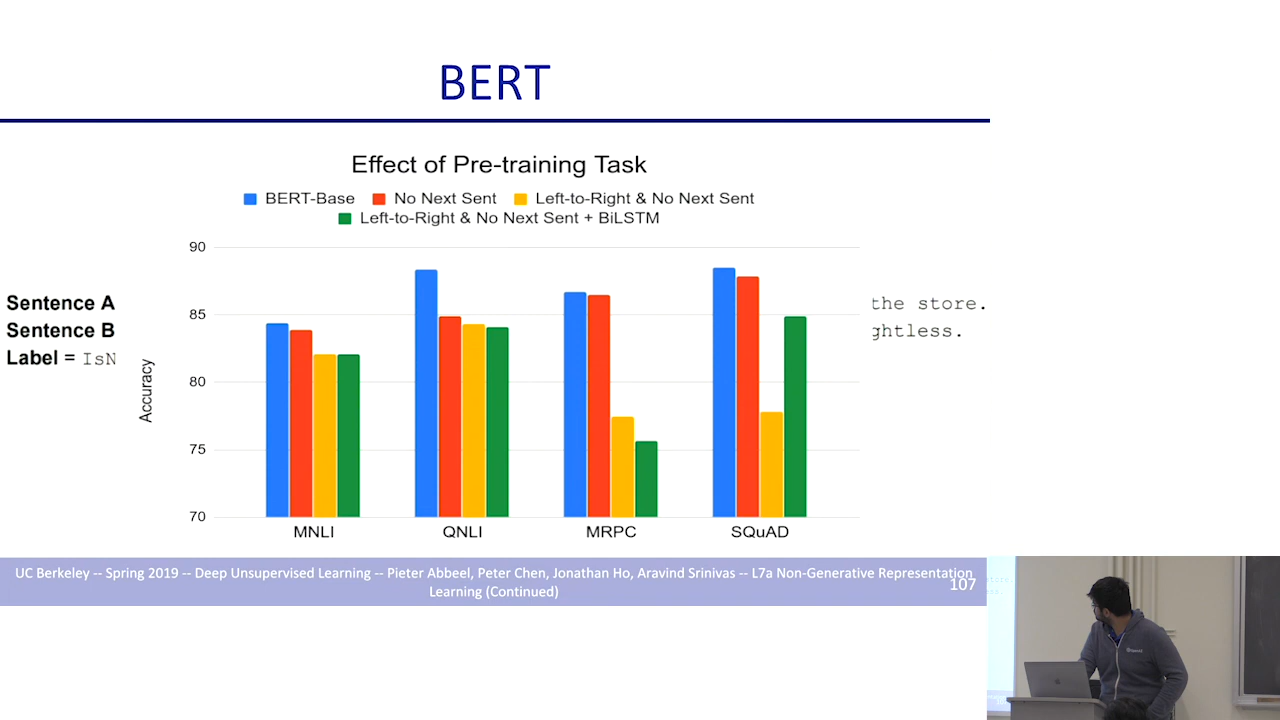 BERT
Effect of Pre-training Task
BERT-Base No Next Sent Left-to-Right & No Next Sent
Left-to-Right & No Next Sent + BiLSTM
90
85
80
75
70
Accuracy
MNLI QNLI MRPC SQuAD
Sentence A
Sentence B
Label = IsN
the store.
ghtless.
UC Berkeley -- Spring 2019 -- Deep Unsupervised Learning -- Pieter Abbeel, Peter Chen, Jonathan Ho, Aravind Srinivas -- L7a Non-Generative Representation
Learning (Continued)
107